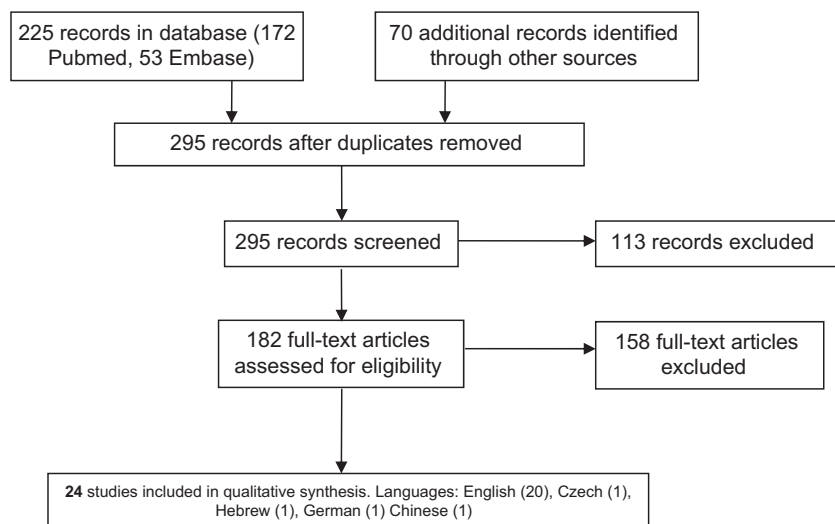 225 records in database (172
Pubmed, 53 Embase)
70 additional records identified
through other sources
295 records after duplicates removed
295 records screened
113 records excluded
182 full-text articles
assessed for eligibility
158 full-text articles
excluded
24 studies included in qualitative synthesis. Languages: English (20), Czech (1),
Hebrew (1), German (1) Chinese (1)